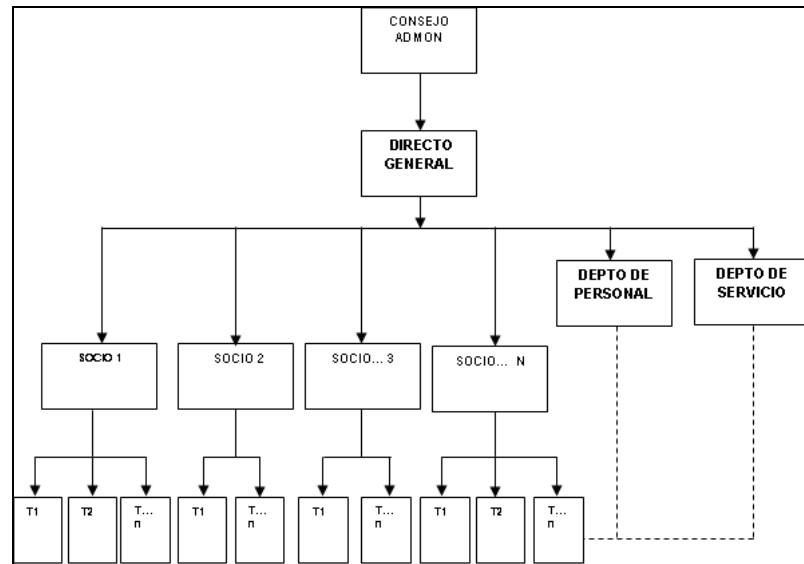 CONSEJO
ADMON
DIRECTO
GENERAL
DEPTO DE
PERSONAL
DEPTO DE
SERVICIO
SOCIO 1
SOCIO 2
SOCIO... 3
SOCIO... N
T1
T2
T...
n
T1
T...
n
T1
T...
n
T1
T2
T...
n